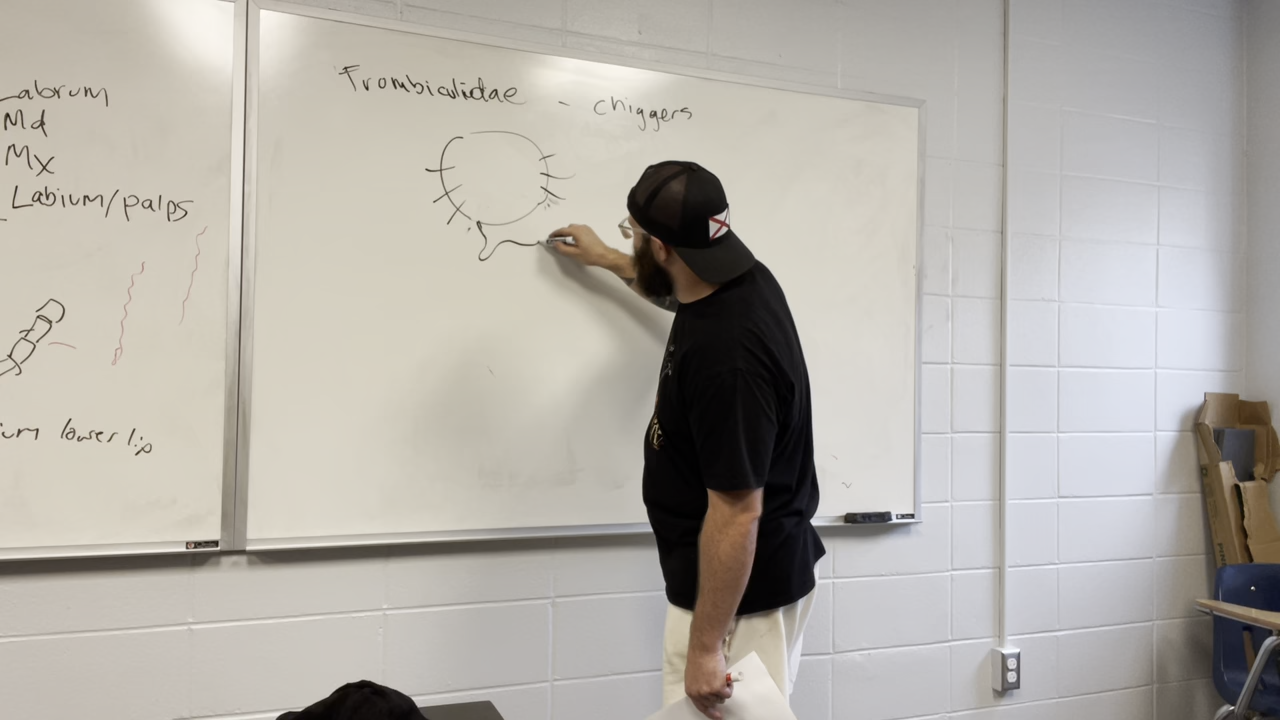 Labrum
Md
Mx
Labium/palps
lower lip
Trombiculidae - chiggers